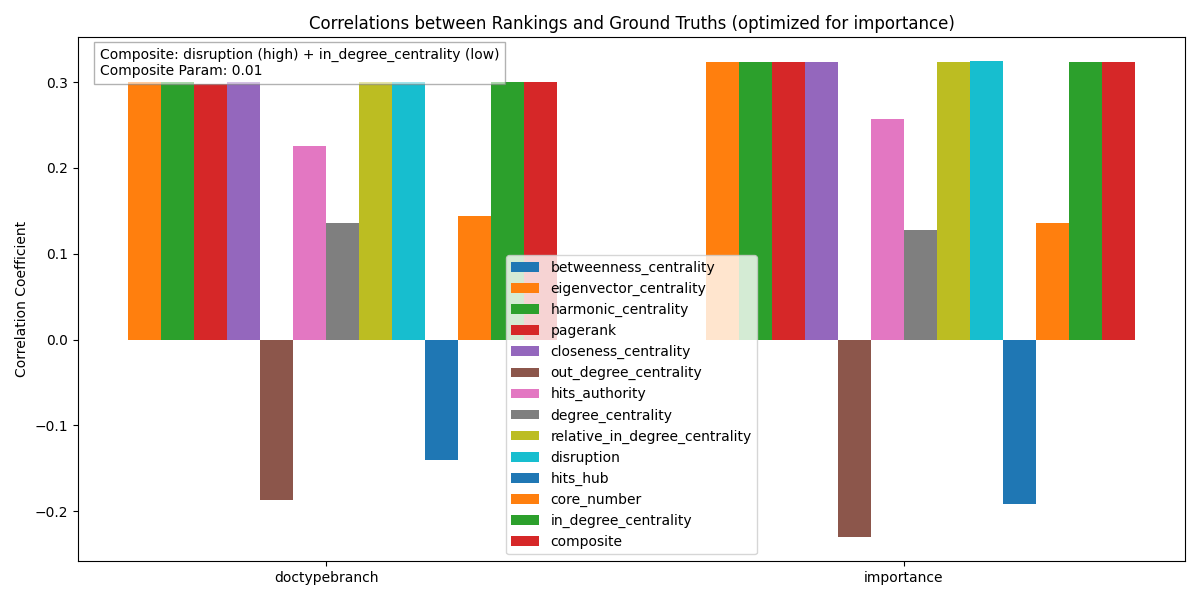 Correlations between Rankings and Ground Truths (optimized for importance)
Composite: disruption (high) + in_degree_centrality (low)
Composite Param: 0.01
Correlation Coefficient
0.3
0.2
0.1
0.0
−0.1
−0.2
betweenness_centrality
eigenvector_centrality
harmonic_centrality
pagerank
closeness_centrality
out_degree_centrality
hits_authority
degree_centrality
relative_in_degree_centrality
disruption
hits_hub
core_number
in_degree_centrality
composite
doctypebranch
importance